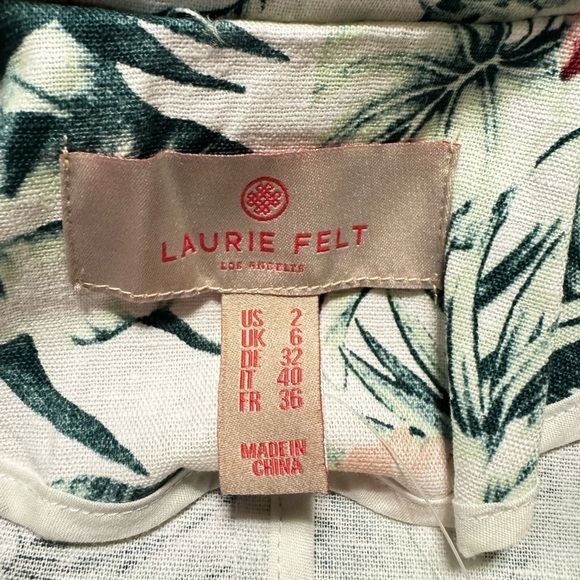 LAURIE FELT
LOS ANGELES
US 2
UK 6
DE 32
IT 40
FR 36
MADE IN
CHINA